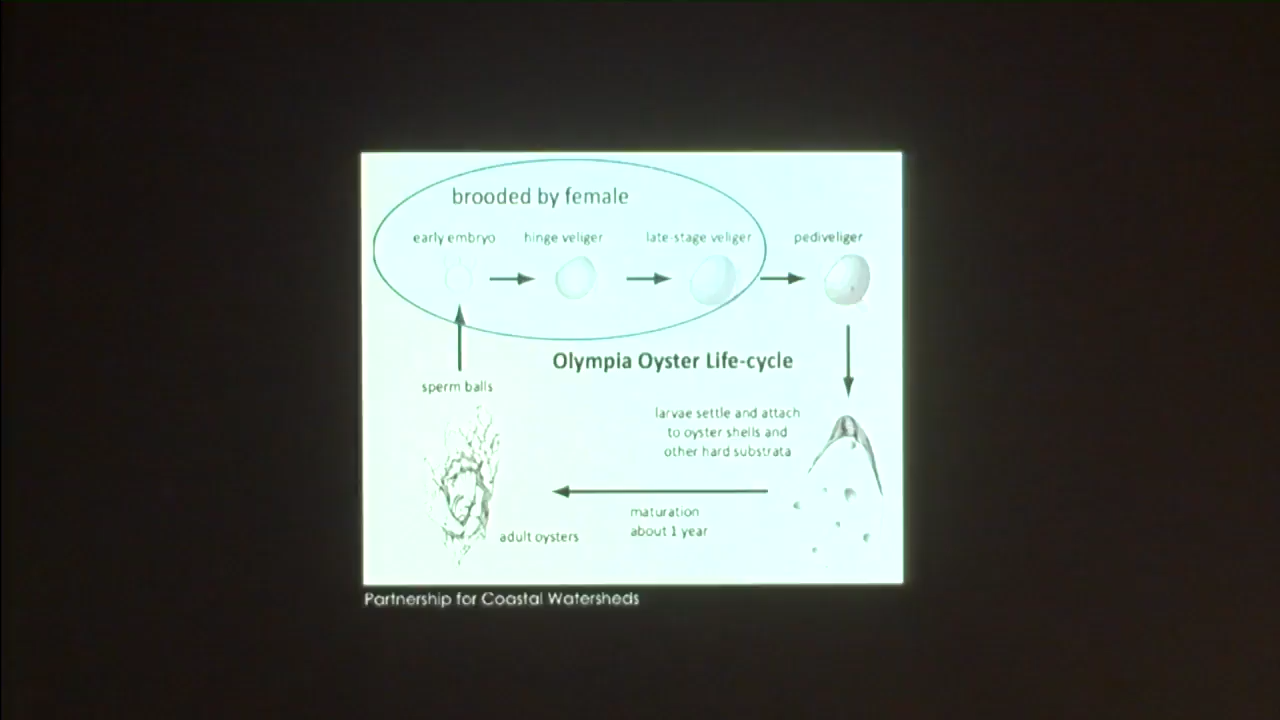 brooded by female
early embryo hinge veliger late-stage veliger pediveliger
Olympia Oyster Life-cycle
sperm balls
larvae settle and attach
to oyster shells and
other hard substrata
maturation
about 1 year
adult oysters
Partnership for Coastal Watersheds